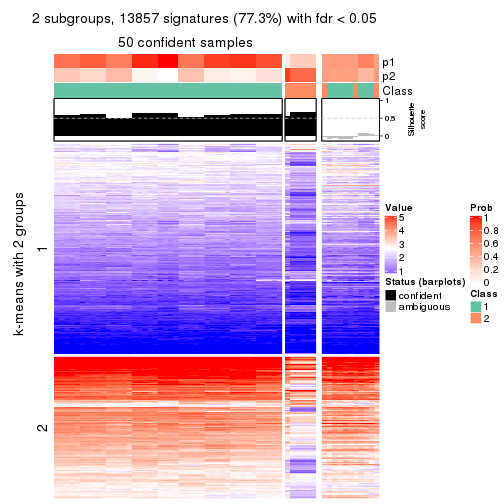 2 subgroups, 13857 signatures (77.3%) with fdr < 0.05
50 confident samples
p1
p2
Class
1
0.5
0
Silhouette
score
k-means with 2 groups
1
2
Value
5
4
3
2
1
Status (barplots)
confident
ambiguous
Prob
1
0.8
0.6
0.4
0.2
0
Class
1
2